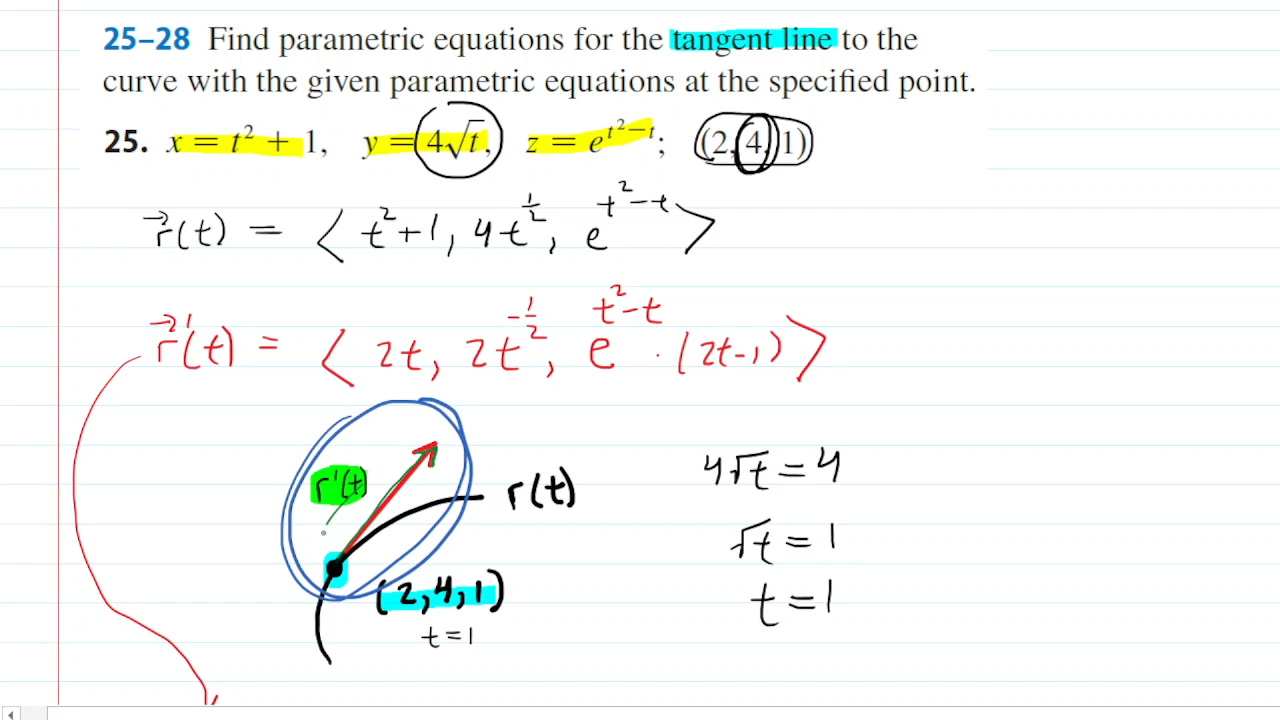 25–28 Find parametric equations for the tangent line to the
curve with the given parametric equations at the specified point.
25. x = t² + 1, y = 4√t, z = e^{t²−t}; (2, 4, 1)
r⃗(t) = ⟨ t²+1, 4t^{1/2}, e^{t²−t} ⟩
r⃗'(t) = ⟨ 2t, 2t^{-1/2}, e^{t²−t} · (2t−1) ⟩
r'(t)
r(t)
(2,4,1)
t = 1
4√t = 4
√t = 1
t = 1